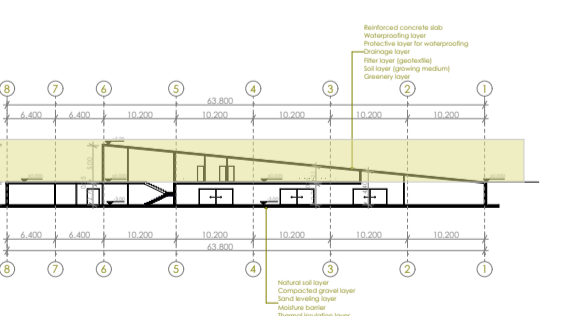 Reinforced concrete slab
Waterproofing layer
Protective layer for waterproofing
Drainage layer
Filter layer (geotextile)
Soil layer (growing medium)
Greenery layer
8 7 6 5 4 3 2 1
63.800
6.400 6.400 10.200 10.200 10.200 10.200 10.200
6.400 6.400 10.200 10.200 10.200 10.200 10.200
63.800
8 7 6 5 4 3 2 1
Natural soil layer
Compacted gravel layer
Sand leveling layer
Moisture barrier
Thermal insulation layer